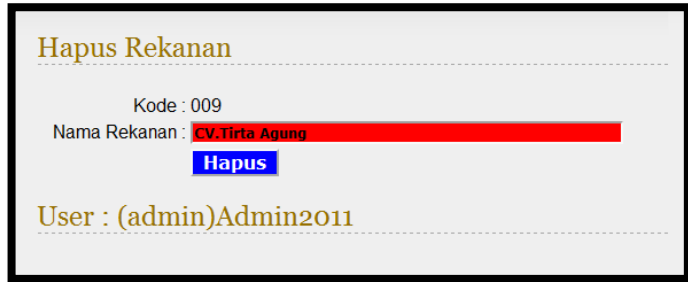 Hapus Rekanan
Kode : 009
Nama Rekanan : CV.Tirta Agung
Hapus
User : (admin)Admin2011